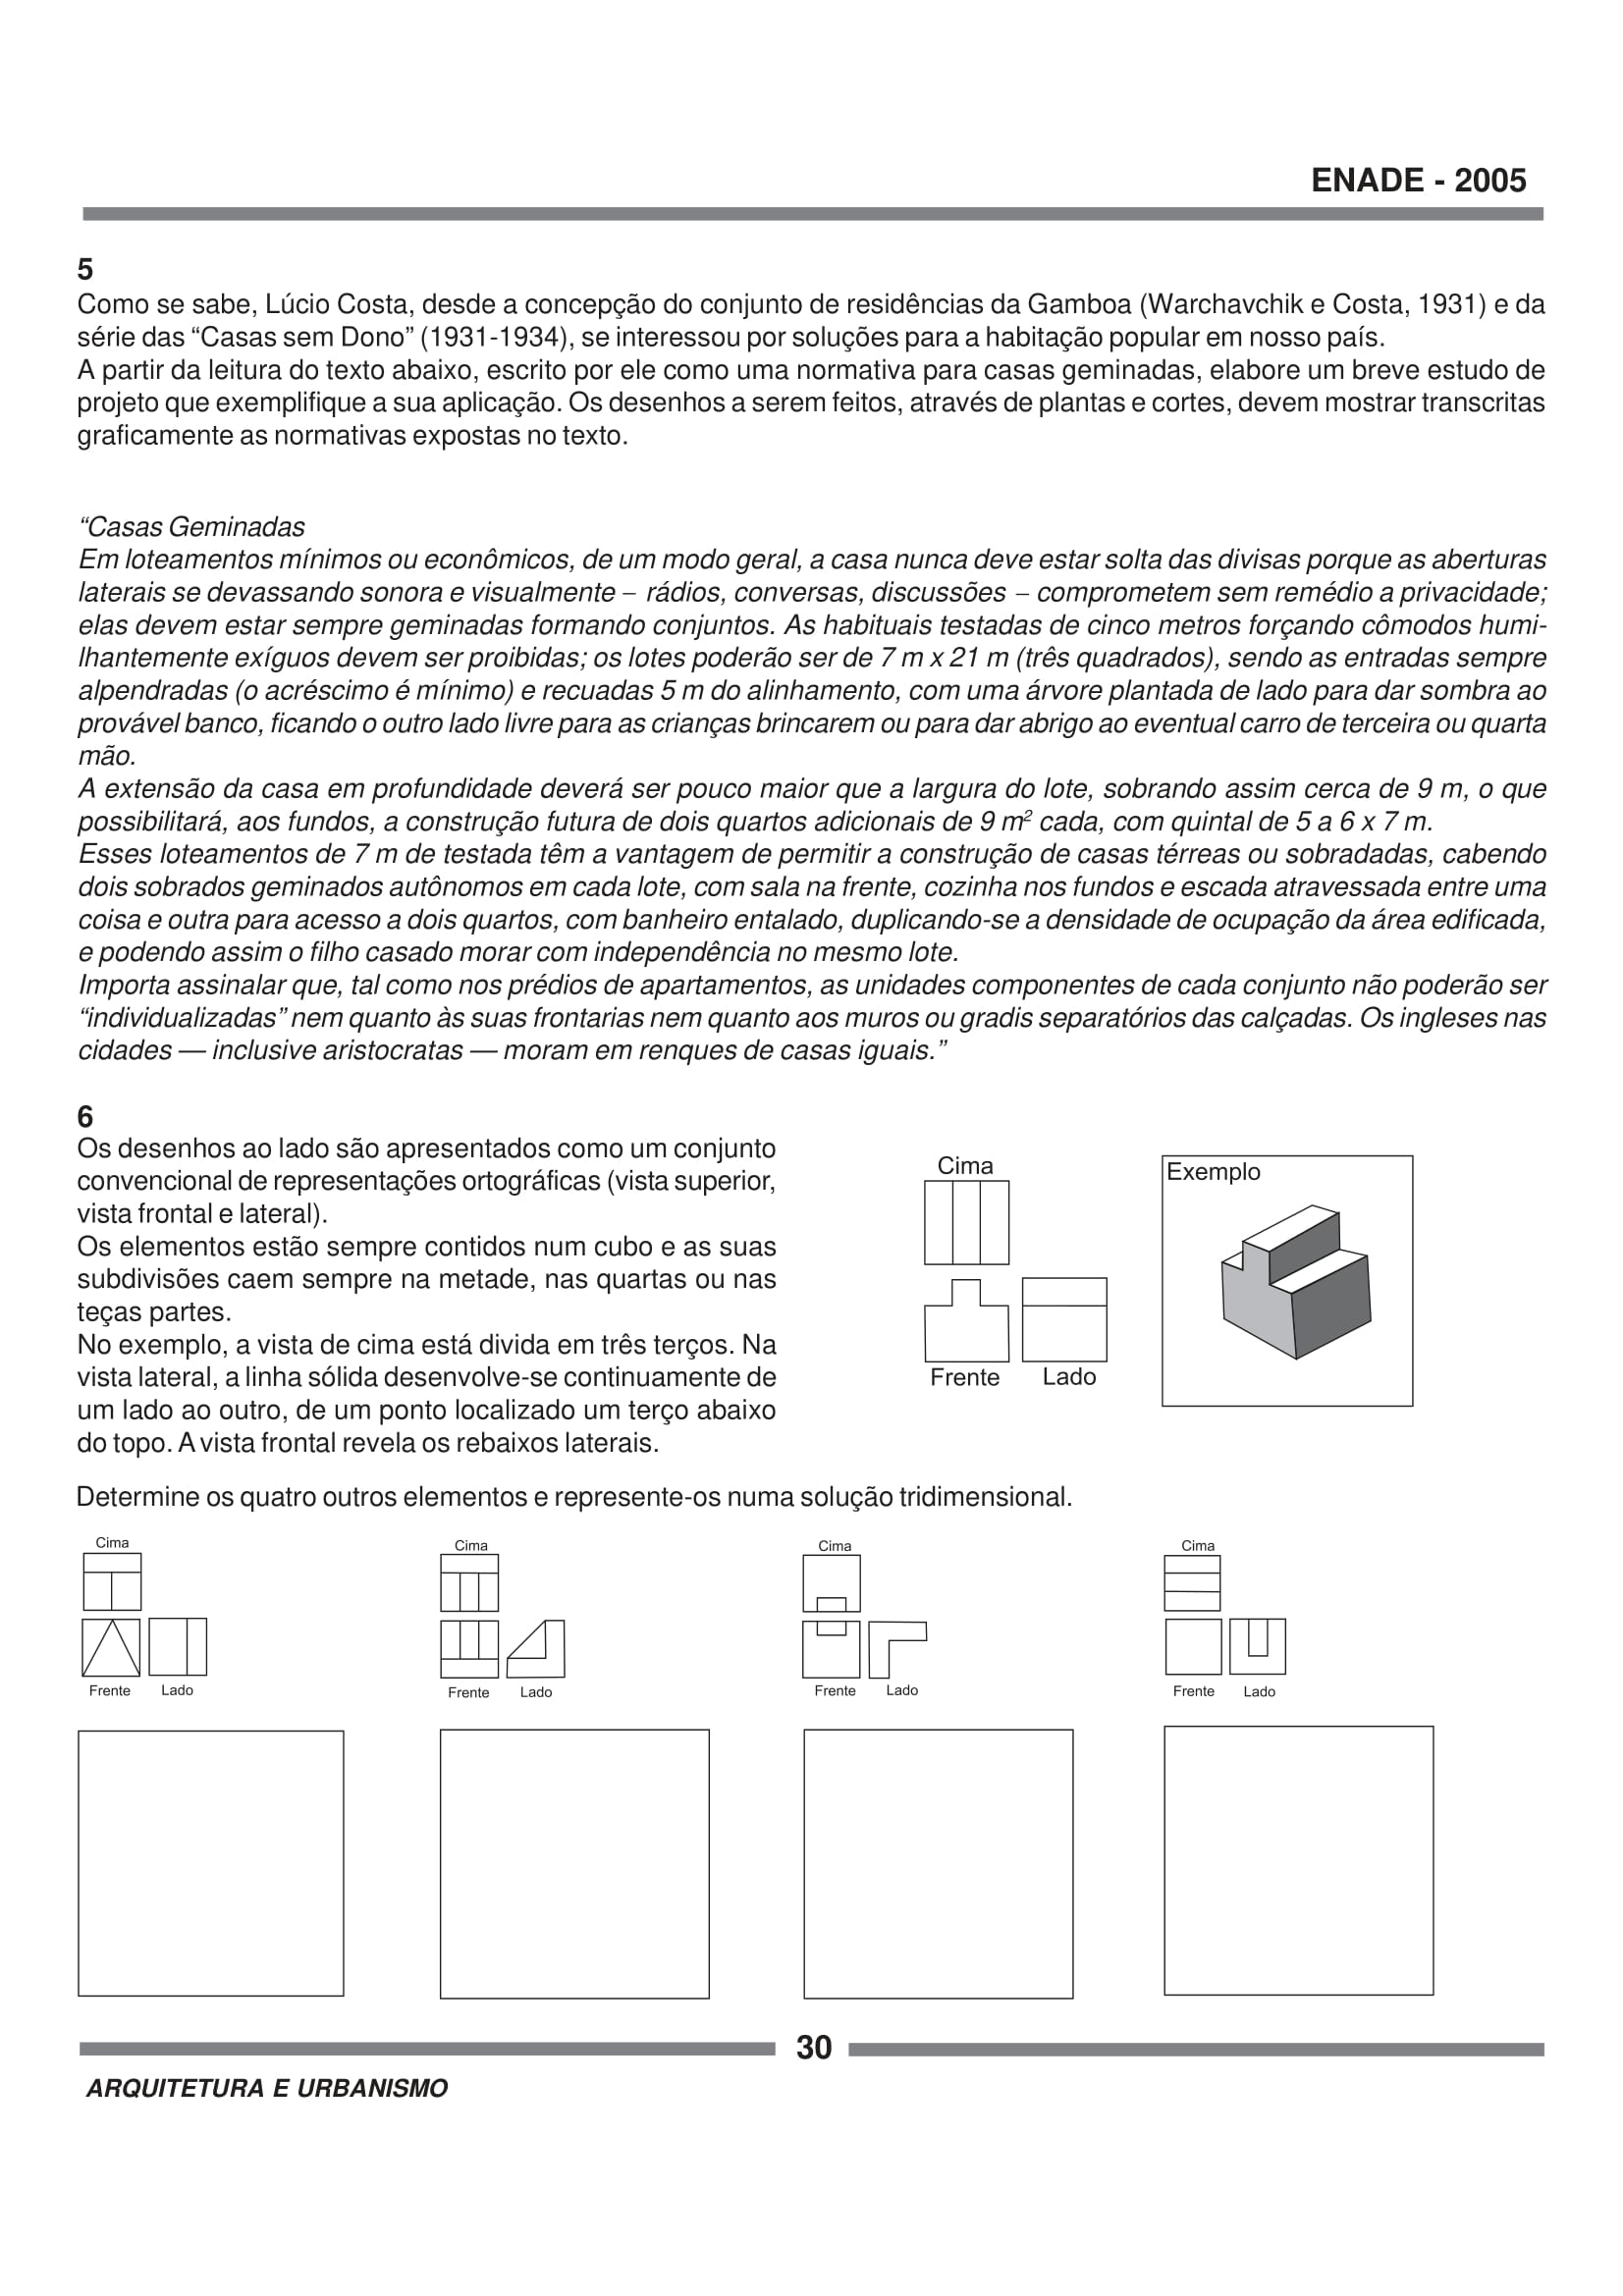 ENADE - 2005
5
Como se sabe, Lúcio Costa, desde a concepção do conjunto de residências da Gamboa (Warchavchik e Costa, 1931) e da
série das “Casas sem Dono” (1931-1934), se interessou por soluções para a habitação popular em nosso país.
A partir da leitura do texto abaixo, escrito por ele como uma normativa para casas geminadas, elabore um breve estudo de
projeto que exemplifique a sua aplicação. Os desenhos a serem feitos, através de plantas e cortes, devem mostrar transcritas
graficamente as normativas expostas no texto.
“Casas Geminadas
Em loteamentos mínimos ou econômicos, de um modo geral, a casa nunca deve estar solta das divisas porque as aberturas
laterais se devassando sonora e visualmente – rádios, conversas, discussões – comprometem sem remédio a privacidade;
elas devem estar sempre geminadas formando conjuntos. As habituais testadas de cinco metros forçando cômodos humi-
lhantemente exíguos devem ser proibidas; os lotes poderão ser de 7 m x 21 m (três quadrados), sendo as entradas sempre
alpendradas (o acréscimo é mínimo) e recuadas 5 m do alinhamento, com uma árvore plantada de lado para dar sombra ao
provável banco, ficando o outro lado livre para as crianças brincarem ou para dar abrigo ao eventual carro de terceira ou quarta
mão.
A extensão da casa em profundidade deverá ser pouco maior que a largura do lote, sobrando assim cerca de 9 m, o que
possibilitará, aos fundos, a construção futura de dois quartos adicionais de 9 m² cada, com quintal de 5 a 6 x 7 m.
Esses loteamentos de 7 m de testada têm a vantagem de permitir a construção de casas térreas ou sobradadas, cabendo
dois sobrados geminados autônomos em cada lote, com sala na frente, cozinha nos fundos e escada atravessada entre uma
coisa e outra para acesso a dois quartos, com banheiro entalado, duplicando-se a densidade de ocupação da área edificada,
e podendo assim o filho casado morar com independência no mesmo lote.
Importa assinalar que, tal como nos prédios de apartamentos, as unidades componentes de cada conjunto não poderão ser
“individualizadas” nem quanto às suas frontarias nem quanto aos muros ou gradis separatórios das calçadas. Os ingleses nas
cidades — inclusive aristocratas — moram em renques de casas iguais.”
6
Os desenhos ao lado são apresentados como um conjunto
convencional de representações ortográficas (vista superior,
vista frontal e lateral).
Os elementos estão sempre contidos num cubo e as suas
subdivisões caem sempre na metade, nas quartas ou nas
teças partes.
No exemplo, a vista de cima está divida em três terços. Na
vista lateral, a linha sólida desenvolve-se continuamente de
um lado ao outro, de um ponto localizado um terço abaixo
do topo. A vista frontal revela os rebaixos laterais.
Cima
Exemplo
Frente Lado
Determine os quatro outros elementos e represente-os numa solução tridimensional.
Cima
Frente Lado
Cima
Frente Lado
Cima
Frente Lado
Cima
Frente Lado
30
ARQUITETURA E URBANISMO